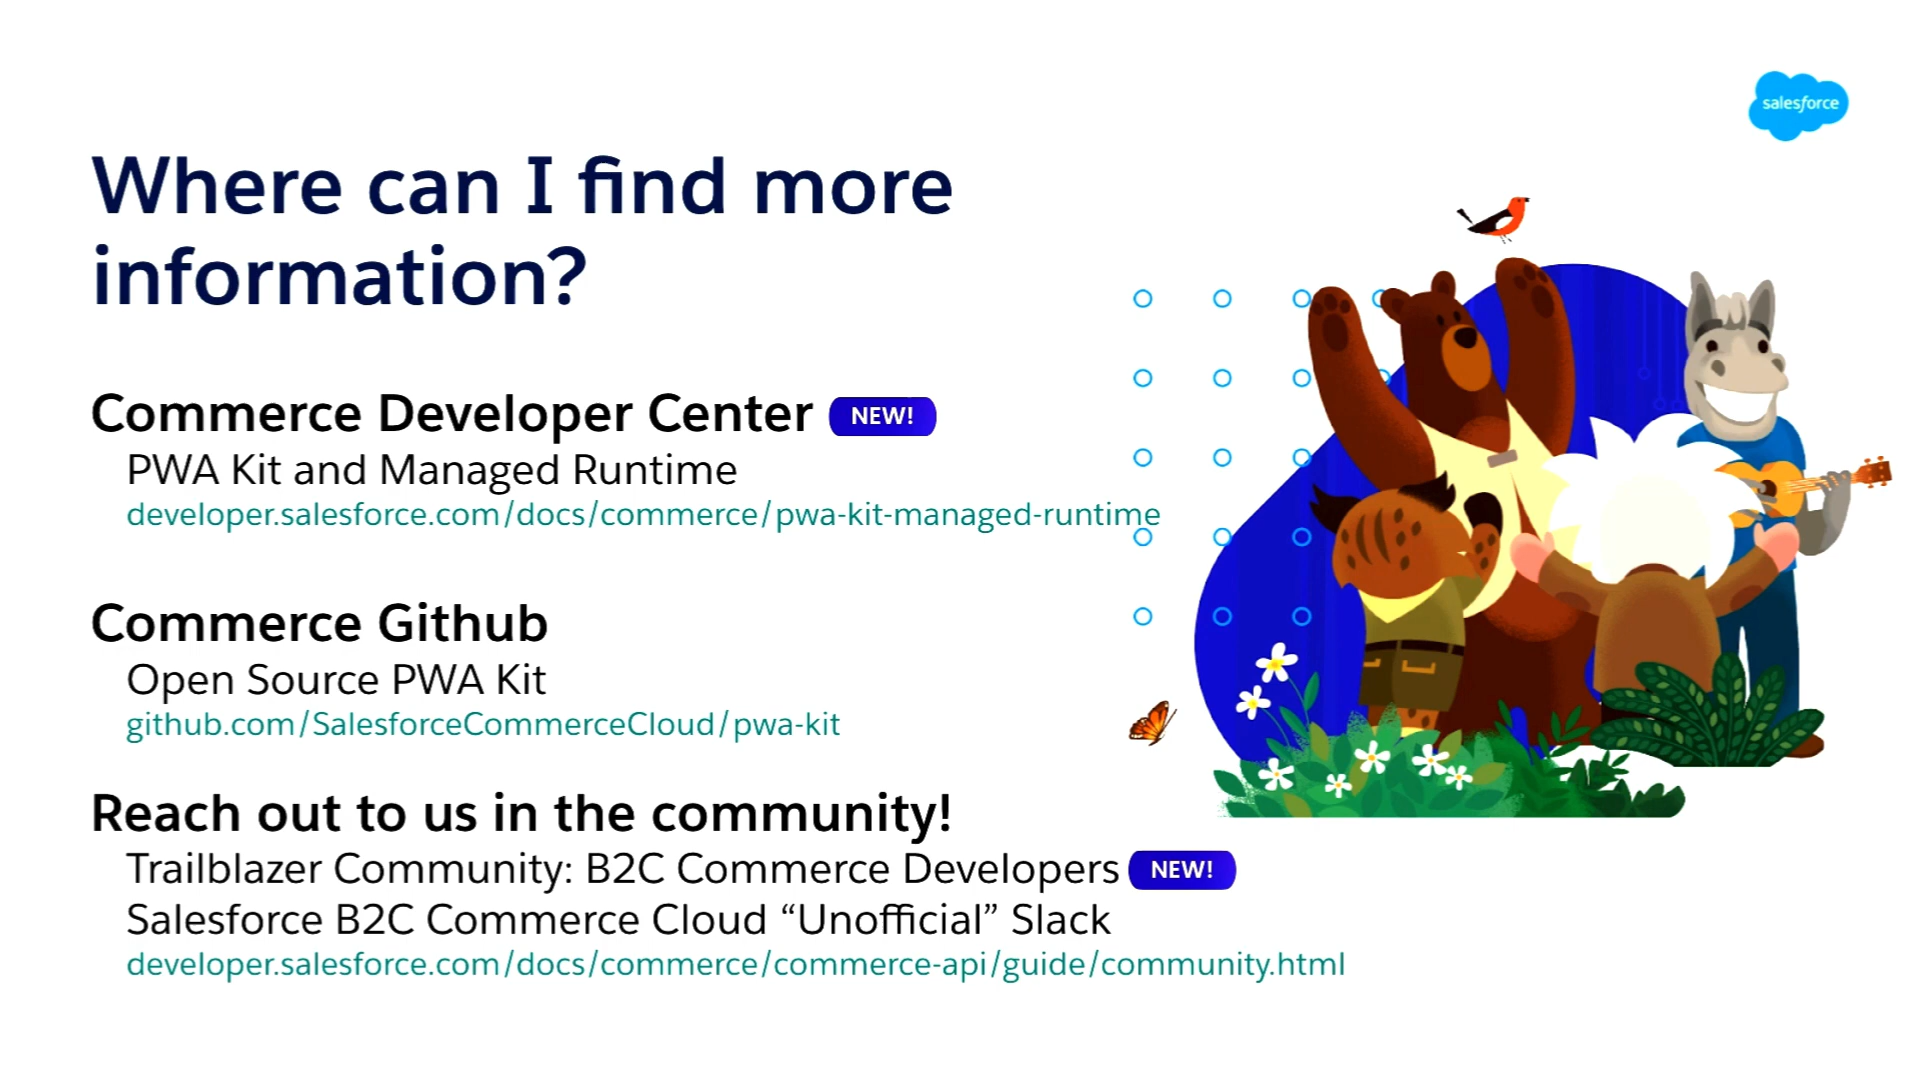 salesforce
Where can I find more
information?
Commerce Developer Center NEW!
PWA Kit and Managed Runtime
developer.salesforce.com/docs/commerce/pwa-kit-managed-runtime
Commerce Github
Open Source PWA Kit
github.com/SalesforceCommerceCloud/pwa-kit
Reach out to us in the community!
Trailblazer Community: B2C Commerce Developers NEW!
Salesforce B2C Commerce Cloud “Unofficial” Slack
developer.salesforce.com/docs/commerce/commerce-api/guide/community.html